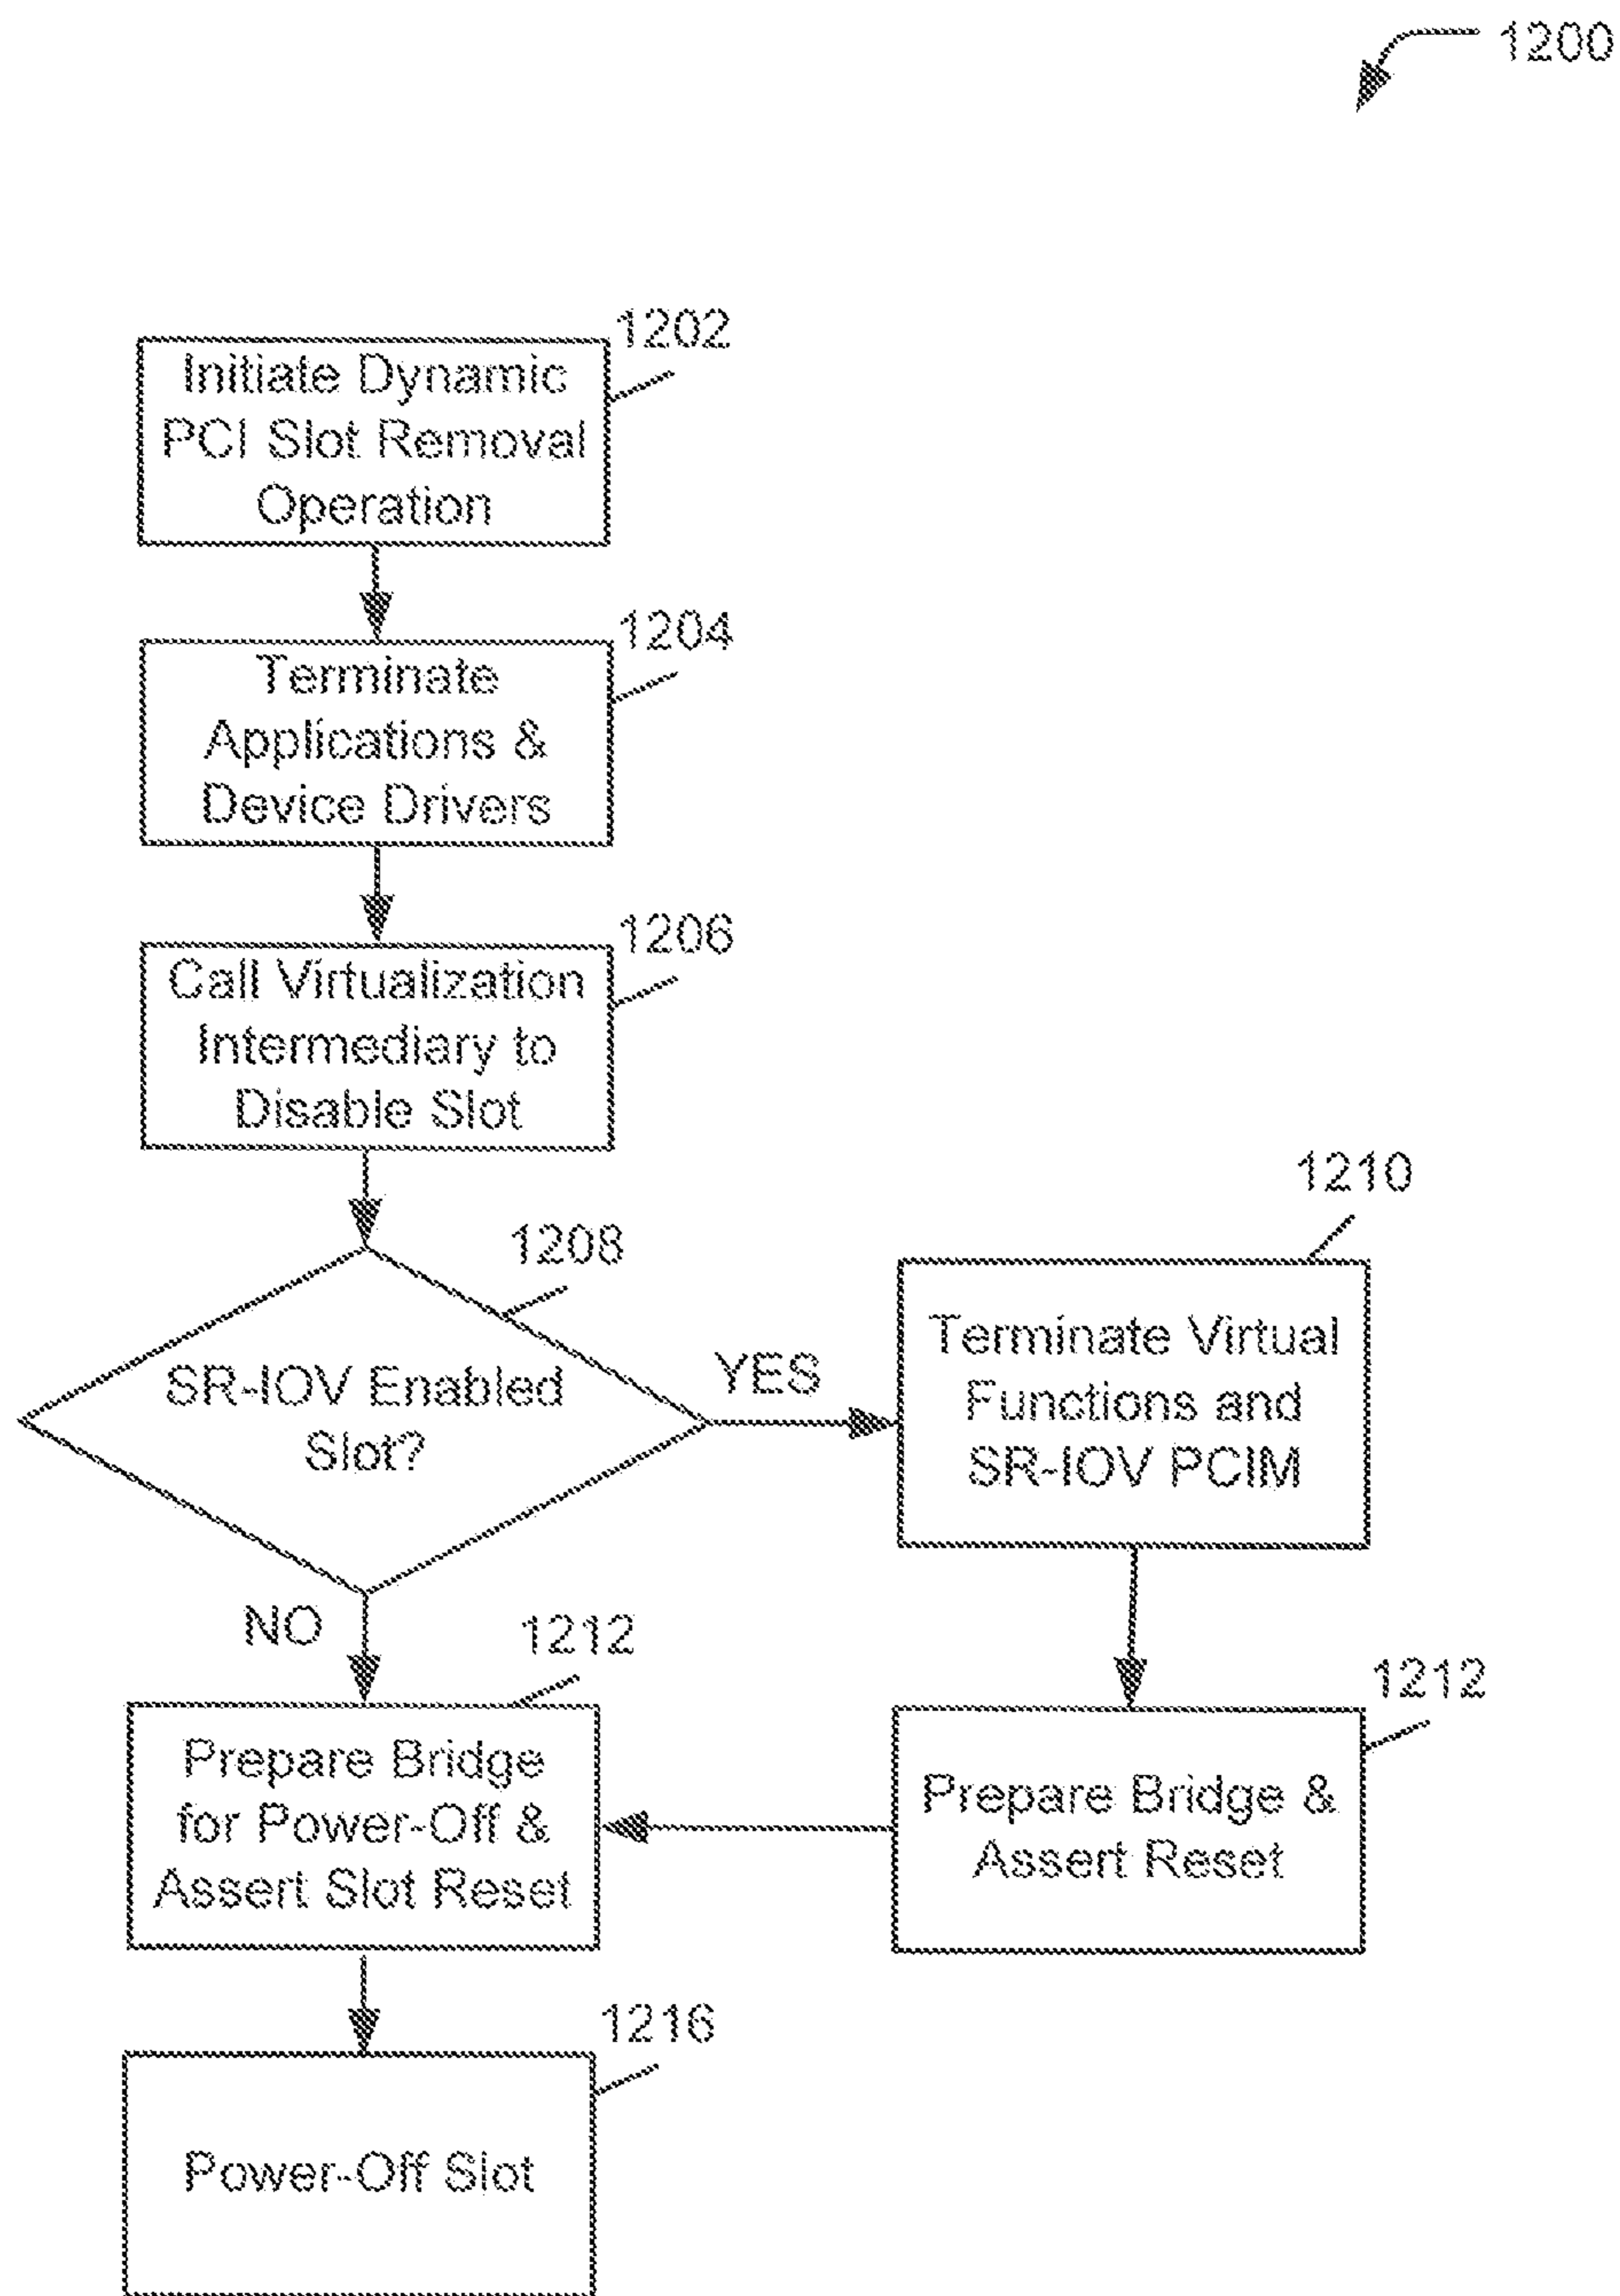 1200
1202
Initiate Dynamic
PCI Slot Removal
Operation
1204
Terminate
Applications &
Device Drivers
1206
Call Virtualization
Intermediary to
Disable Slot
1208
SR-IOV Enabled
Slot?
YES
1210
Terminate Virtual
Functions and
SR-IOV PCIM
NO
1212
Prepare Bridge
for Power-Off &
Assert Slot Reset
1212
Prepare Bridge &
Assert Reset
1216
Power-Off Slot